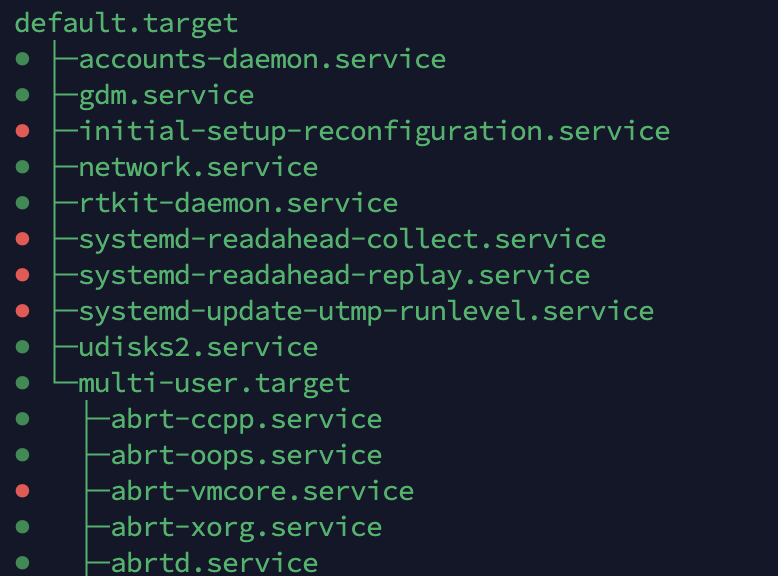 default.target
● ├─accounts-daemon.service
● ├─gdm.service
● ├─initial-setup-reconfiguration.service
● ├─network.service
● ├─rtkit-daemon.service
● ├─systemd-readahead-collect.service
● ├─systemd-readahead-replay.service
● ├─systemd-update-utmp-runlevel.service
● ├─udisks2.service
● └─multi-user.target
●   ├─abrt-ccpp.service
●   ├─abrt-oops.service
●   ├─abrt-vmcore.service
●   ├─abrt-xorg.service
●   ├─abrtd.service